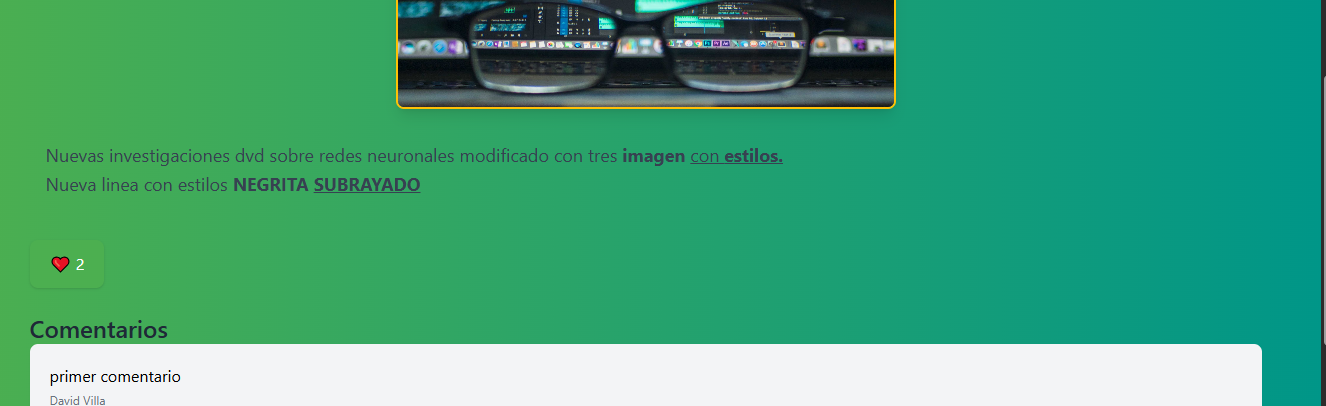 Nuevas investigaciones dvd sobre redes neuronales modificado con tres imagen con estilos.
Nueva linea con estilos NEGRITA SUBRAYADO
2
Comentarios
primer comentario
David Villa